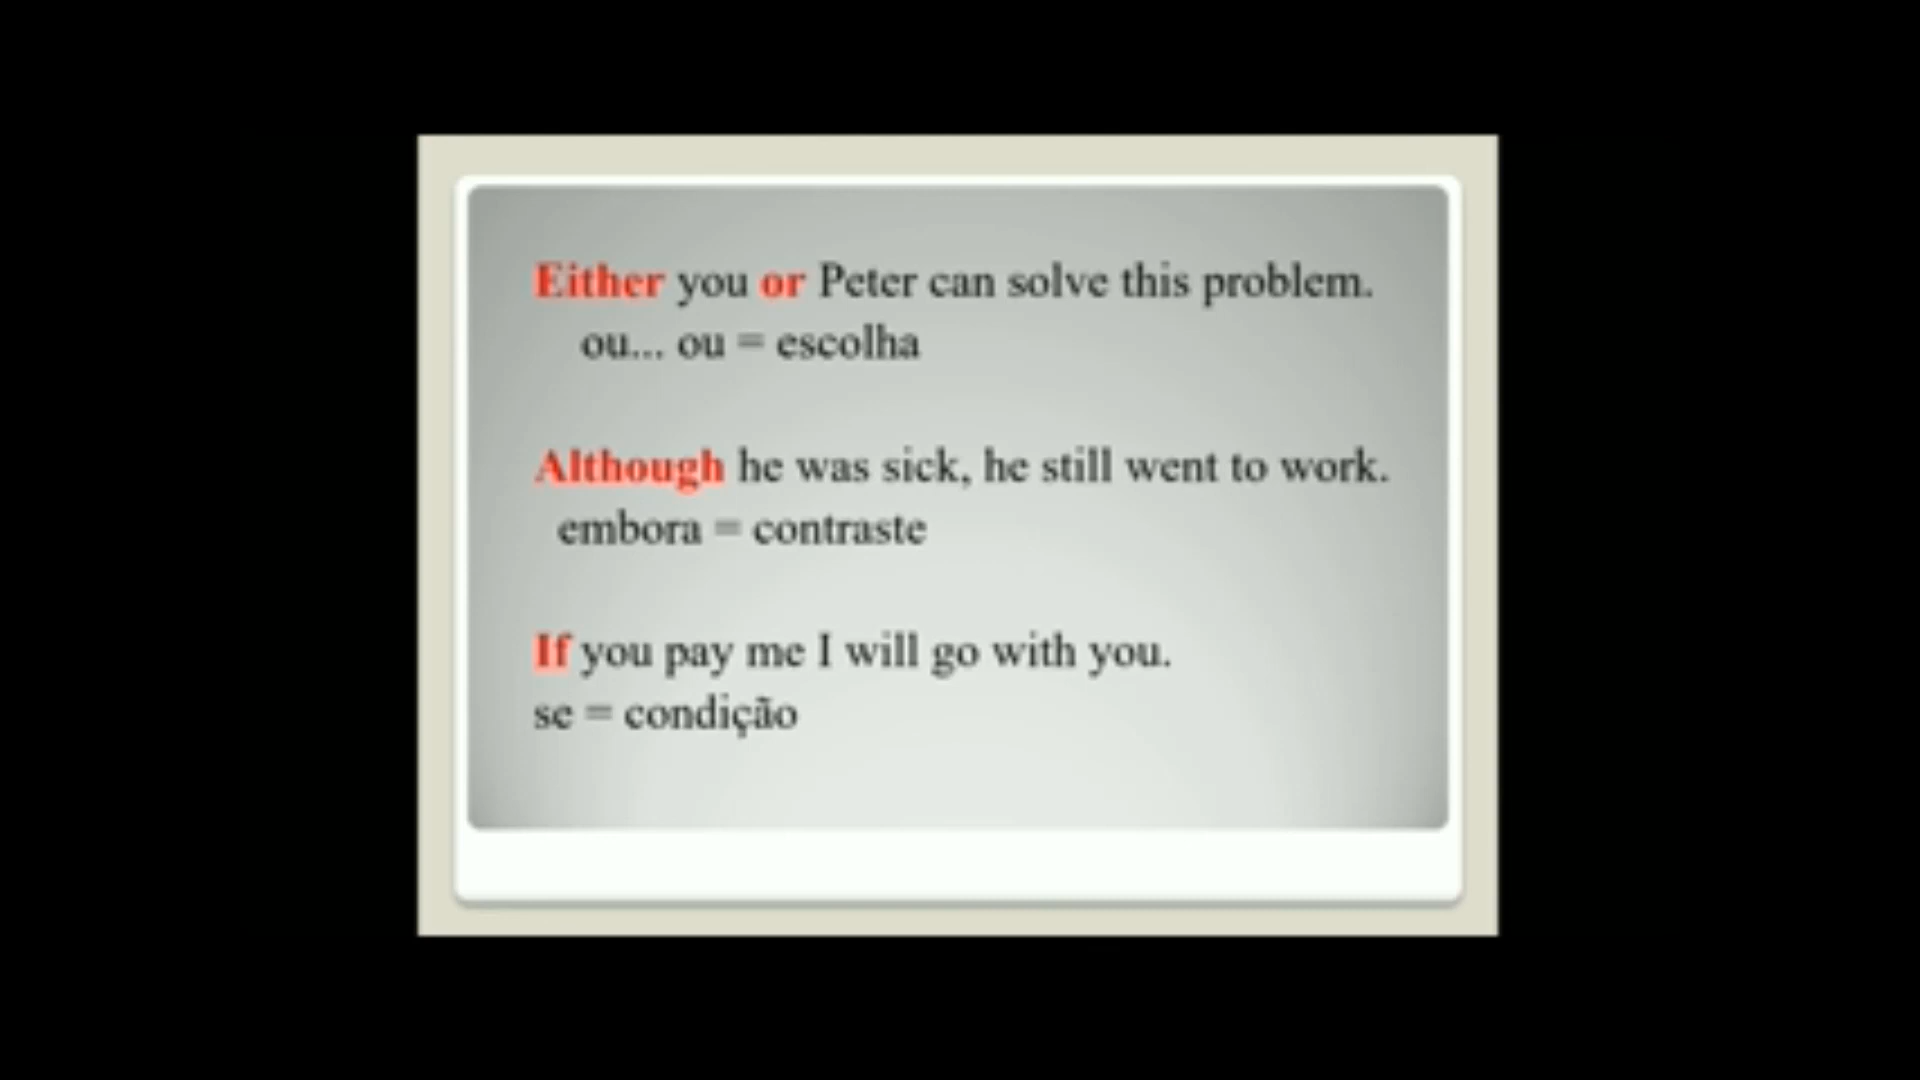 Either you or Peter can solve this problem.
ou... ou = escolha
Although he was sick, he still went to work.
embora = contraste
If you pay me I will go with you.
se = condição